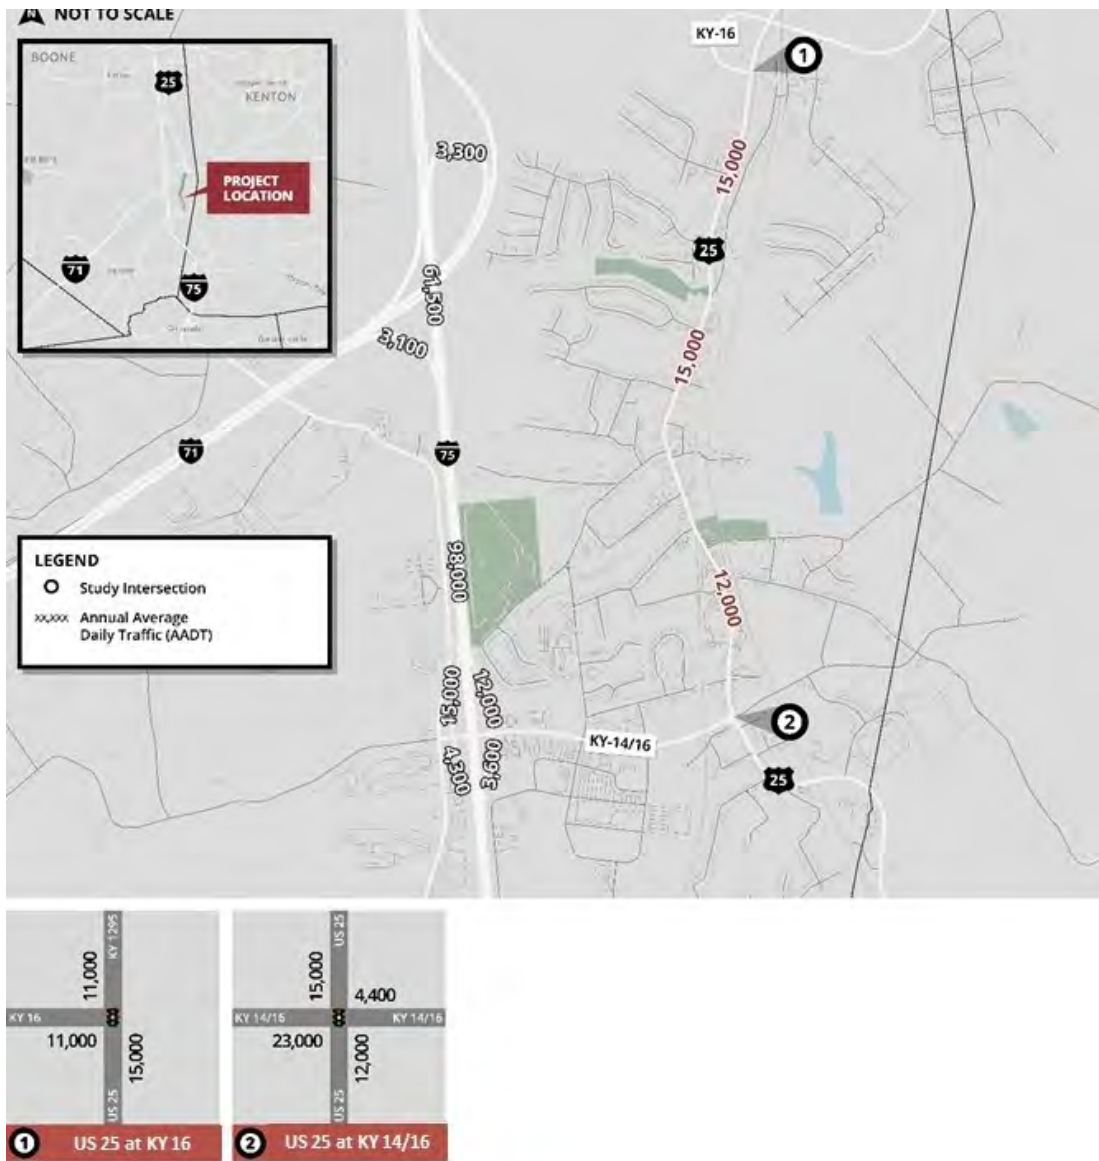 N NOT TO SCALE
BOONE
25
KENTON
PROJECT
LOCATION
71
75
KY-16
1
3,300
15,000
25
61,500
3,100
15,000
71
75
98,000
12,000
LEGEND
Study Intersection
xx,xxx Annual Average
Daily Traffic (AADT)
15,000
12,000
4,300
3,900
KY-14/16
2
25
KY 1295
11,000
KY 16
11,000
15,000
US 25
1 US 25 at KY 16
US 25
15,000
4,400
KY 14/16
KY 14/16
23,000
12,000
US 25
2 US 25 at KY 14/16